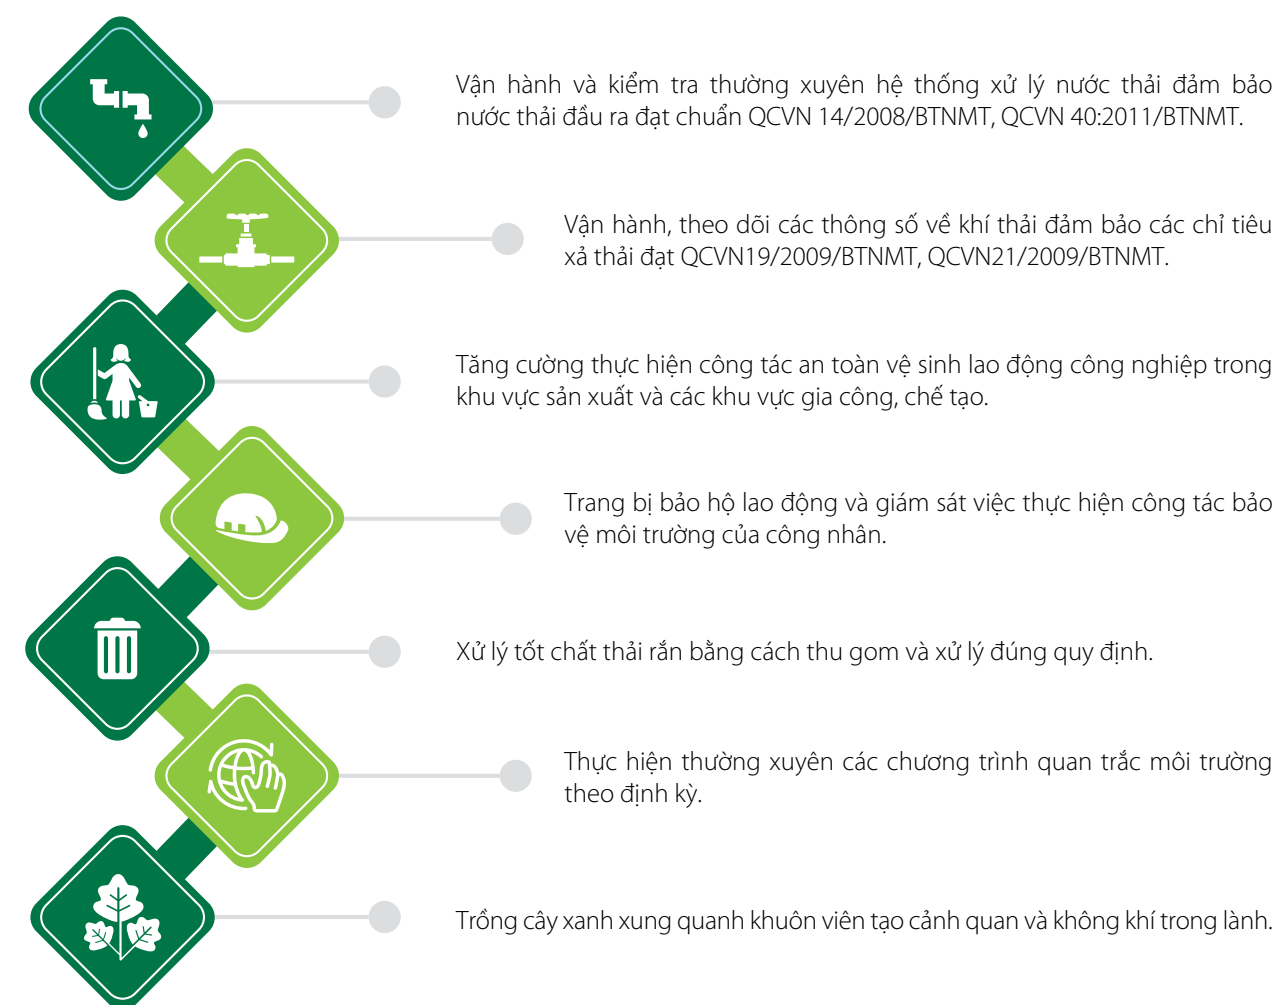 Vận hành và kiểm tra thường xuyên hệ thống xử lý nước thải đảm bảo
nước thải đầu ra đạt chuẩn QCVN 14/2008/BTNMT, QCVN 40:2011/BTNMT.
Vận hành, theo dõi các thông số về khí thải đảm bảo các chỉ tiêu
xả thải đạt QCVN19/2009/BTNMT, QCVN21/2009/BTNMT.
Tăng cường thực hiện công tác an toàn vệ sinh lao động công nghiệp trong
khu vực sản xuất và các khu vực gia công, chế tạo.
Trang bị bảo hộ lao động và giám sát việc thực hiện công tác bảo
vệ môi trường của công nhân.
Xử lý tốt chất thải rắn bằng cách thu gom và xử lý đúng quy định.
Thực hiện thường xuyên các chương trình quan trắc môi trường
theo định kỳ.
Trồng cây xanh xung quanh khuôn viên tạo cảnh quan và không khí trong lành.